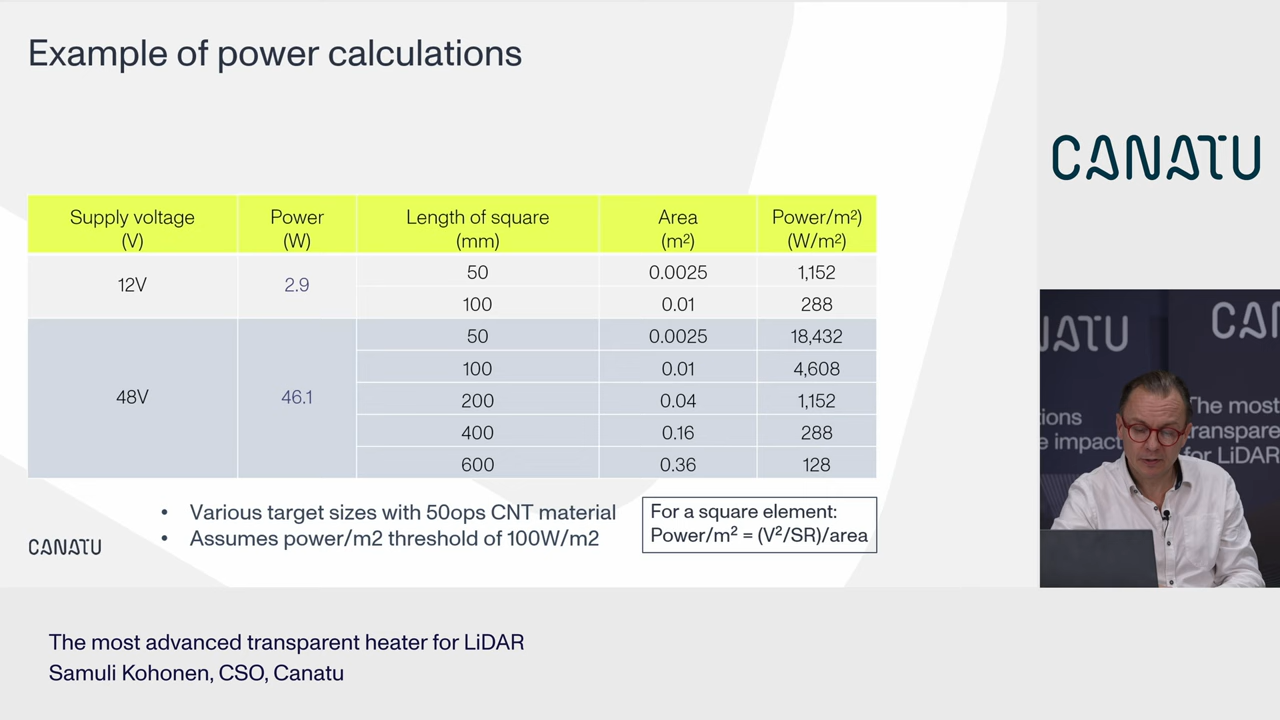 Example of power calculations
CANATU
Supply voltage (V) Power (W) Length of square (mm) Area (m²) Power/m²) (W/m²)
12V 2.9 50 0.0025 1,152
100 0.01 288
48V 46.1 50 0.0025 18,432
100 0.01 4,608
200 0.04 1,152
400 0.16 288
600 0.36 128
• Various target sizes with 50ops CNT material
• Assumes power/m2 threshold of 100W/m2
For a square element:
Power/m² = (V²/SR)/area
CANATU
The most advanced transparent heater for LiDAR
Samuli Kohonen, CSO, Canatu
The most
for LiDAR